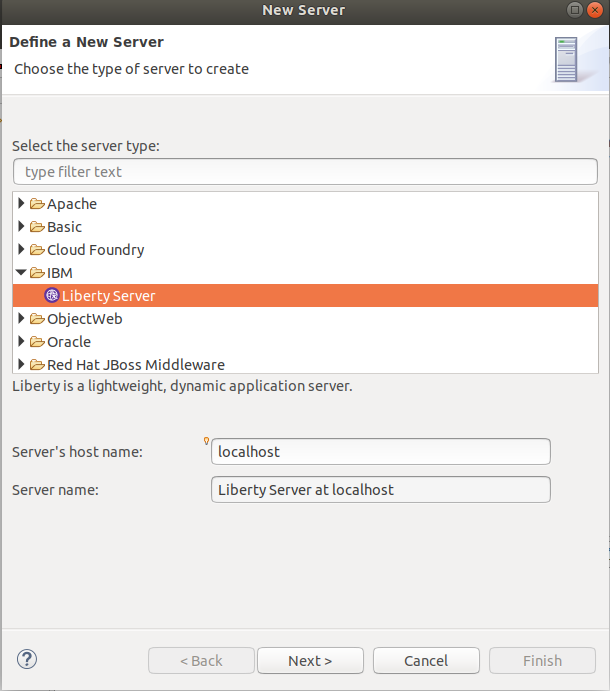 New Server
Define a New Server
Choose the type of server to create
Select the server type:
type filter text
Apache
Basic
Cloud Foundry
IBM
Liberty Server
ObjectWeb
Oracle
Red Hat JBoss Middleware
Liberty is a lightweight, dynamic application server.
Server's host name: localhost
Server name: Liberty Server at localhost
? < Back Next > Cancel Finish